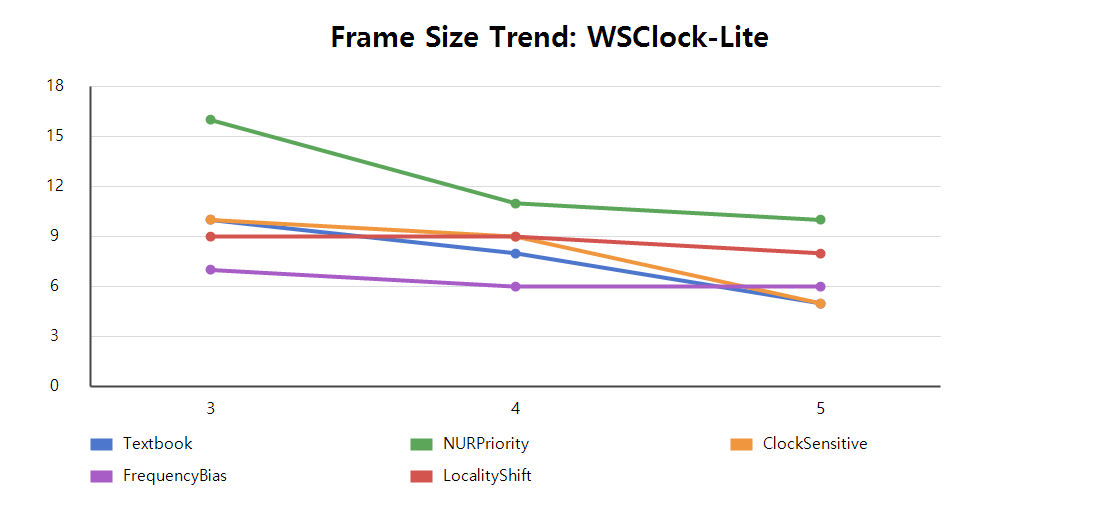 Frame Size Trend: WSClock-Lite
18
15
12
9
6
3
0
3 4 5
Textbook NURPriority ClockSensitive
FrequencyBias LocalityShift